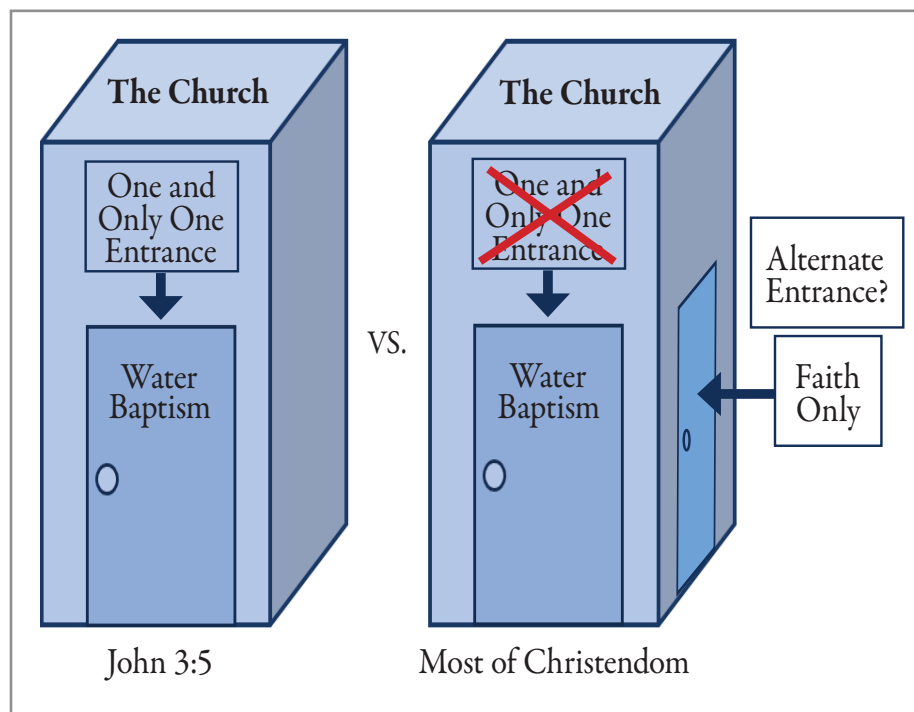 The Church
One and
Only One
Entrance
Water
Baptism
John 3:5
VS.
The Church
One and
Only One
Entrance
Water
Baptism
Alternate
Entrance?
Faith
Only
Most of Christendom